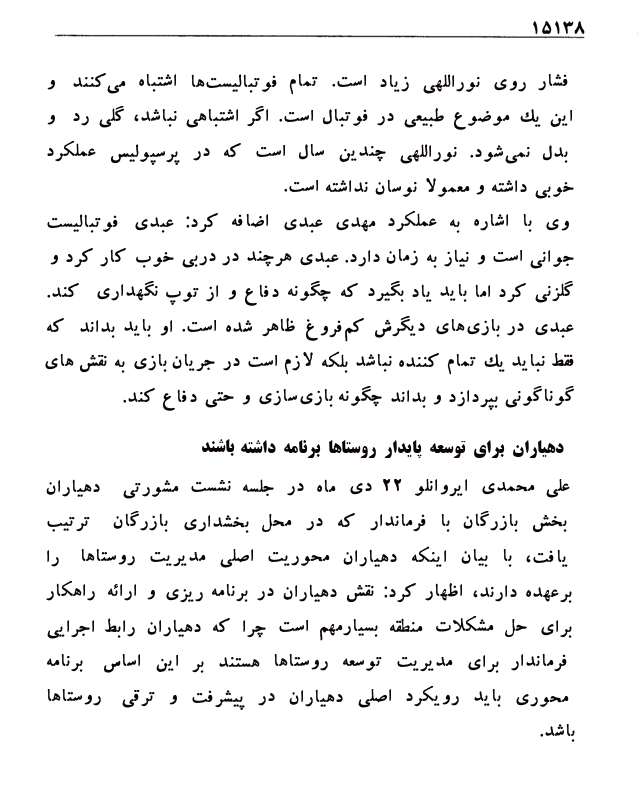 ۱۵۱۳۸
فشار روی نوراللهی زیاد است. تمام فوتبالیست‌ها اشتباه می‌کنند و
این یك موضوع طبیعی در فوتبال است. اگر اشتباهی نباشد، گلی رد و
بدل نمی‌شود. نوراللهی چندین سال است که در پرسپولیس عملکرد
خوبی داشته و معمولا نوسان نداشته است.
وی با اشاره به عملکرد مهدی عبدی اضافه کرد: عبدی فوتبالیست
جوانی است و نیاز به زمان دارد. عبدی هرچند در دربی خوب کار کرد و
گلزنی کرد اما باید یاد بگیرد که چگونه دفاع و از توپ نگهداری کند.
عبدی در بازی‌های دیگرش کم‌فروغ ظاهر شده است. او باید بداند که
فقط نباید یك تمام کننده نباشد بلکه لازم است در جریان بازی به نقش های
گوناگونی بپردازد و بداند چگونه بازی‌سازی و حتی دفاع کند.
دهیاران برای توسعه پایدار روستاها برنامه داشته باشند
علی محمدی ایروانلو ۲۲ دی ماه در جلسه نشست مشورتی دهیاران
بخش بازرگان با فرماندار که در محل بخشداری بازرگان ترتیب
یافت، با بیان اینکه دهیاران محوریت اصلی مدیریت روستاها را
برعهده دارند، اظهار کرد: نقش دهیاران در برنامه ریزی و ارائه راهکار
برای حل مشکلات منطقه بسیارمهم است چرا که دهیاران رابط اجرایی
فرماندار برای مدیریت توسعه روستاها هستند بر این اساس برنامه
محوری باید رویکرد اصلی دهیاران در پیشرفت و ترقی روستاها
باشد.